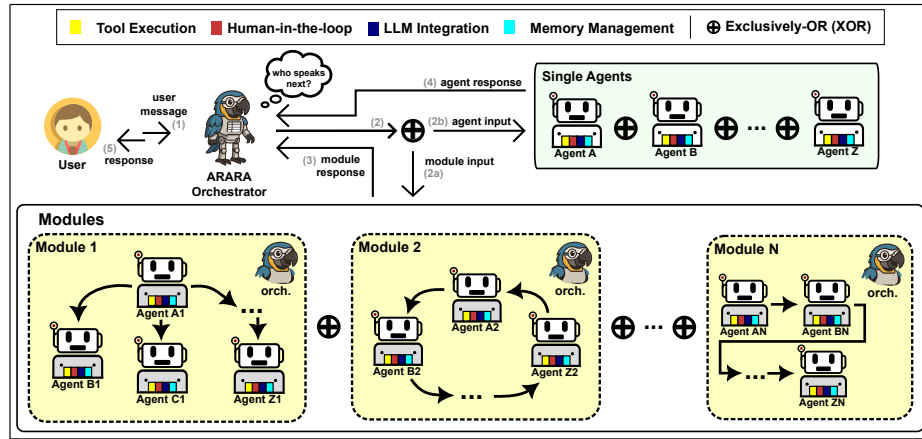 Tool Execution Human-in-the-loop LLM Integration Memory Management Exclusively-OR (XOR)
who speaks
next?
user
message
(1)
(5)
response
User
ARARA
Orchestrator
(4) agent response
(2)
(2b) agent input
(3) module
response
module input
(2a)
Single Agents
Agent A
Agent B
...
Agent Z
Modules
Module 1
orch.
Agent A1
...
Agent B1
Agent C1
Agent Z1
Module 2
orch.
Agent A2
Agent B2
Agent Z2
...
...
Module N
orch.
Agent AN
Agent BN
...
Agent ZN